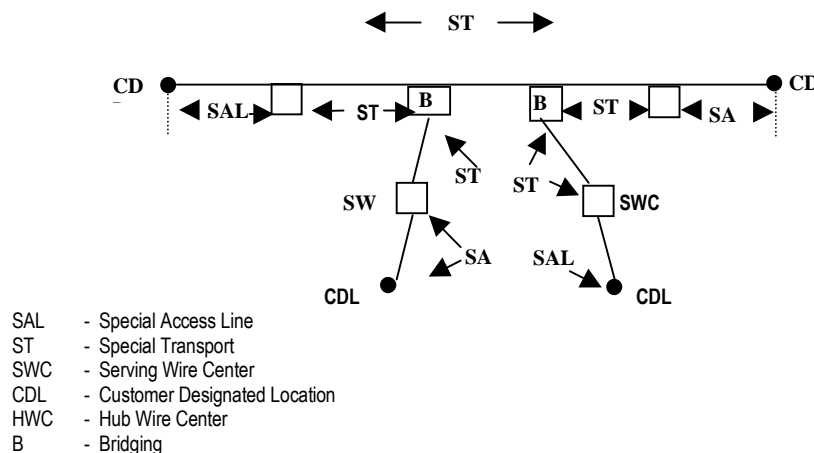 ST
CD CD
SAL ST B B ST SA
ST
ST
SW SWC
SA SAL
CDL CDL
SAL - Special Access Line
ST - Special Transport
SWC - Serving Wire Center
CDL - Customer Designated Location
HWC - Hub Wire Center
B - Bridging